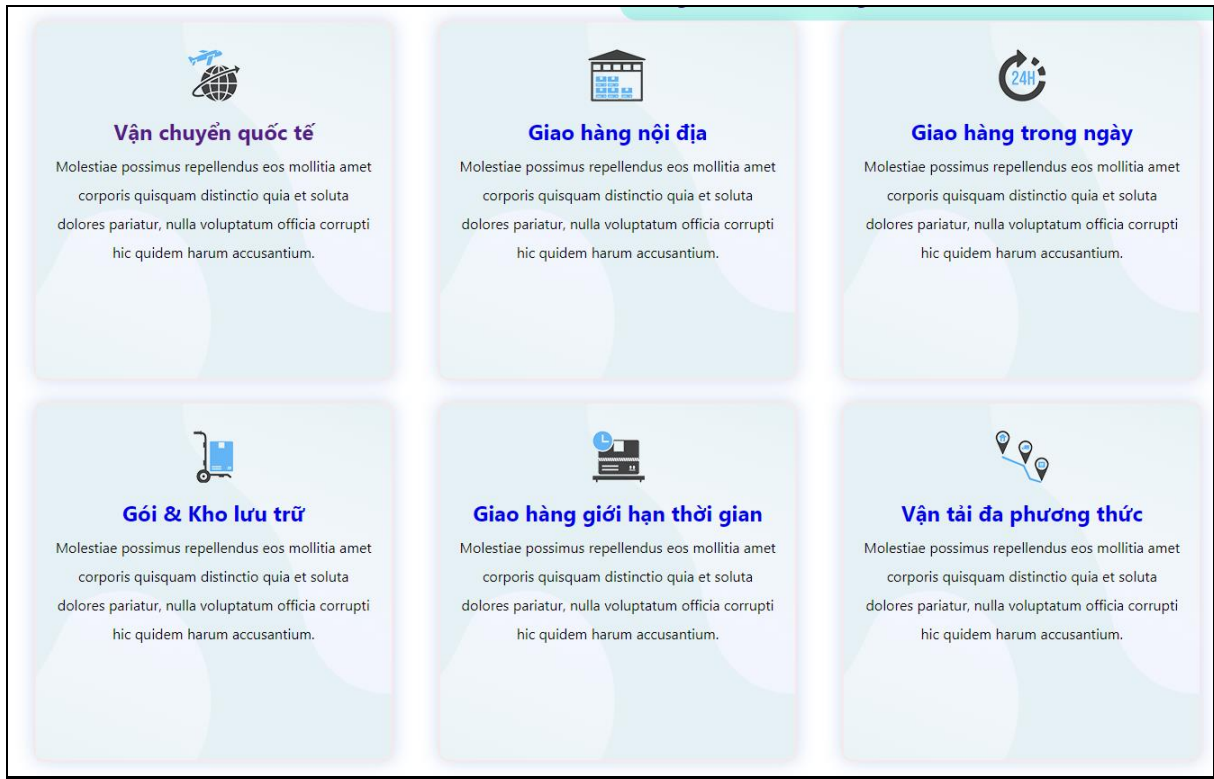 24H
Vận chuyển quốc tế
Molestiae possimus repellendus eos mollitia amet
corporis quisquam distinctio quia et soluta
dolores pariatur, nulla voluptatum officia corrupti
hic quidem harum accusantium.
Giao hàng nội địa
Molestiae possimus repellendus eos mollitia amet
corporis quisquam distinctio quia et soluta
dolores pariatur, nulla voluptatum officia corrupti
hic quidem harum accusantium.
Giao hàng trong ngày
Molestiae possimus repellendus eos mollitia amet
corporis quisquam distinctio quia et soluta
dolores pariatur, nulla voluptatum officia corrupti
hic quidem harum accusantium.
Gói & Kho lưu trữ
Molestiae possimus repellendus eos mollitia amet
corporis quisquam distinctio quia et soluta
dolores pariatur, nulla voluptatum officia corrupti
hic quidem harum accusantium.
Giao hàng giới hạn thời gian
Molestiae possimus repellendus eos mollitia amet
corporis quisquam distinctio quia et soluta
dolores pariatur, nulla voluptatum officia corrupti
hic quidem harum accusantium.
Vận tải đa phương thức
Molestiae possimus repellendus eos mollitia amet
corporis quisquam distinctio quia et soluta
dolores pariatur, nulla voluptatum officia corrupti
hic quidem harum accusantium.